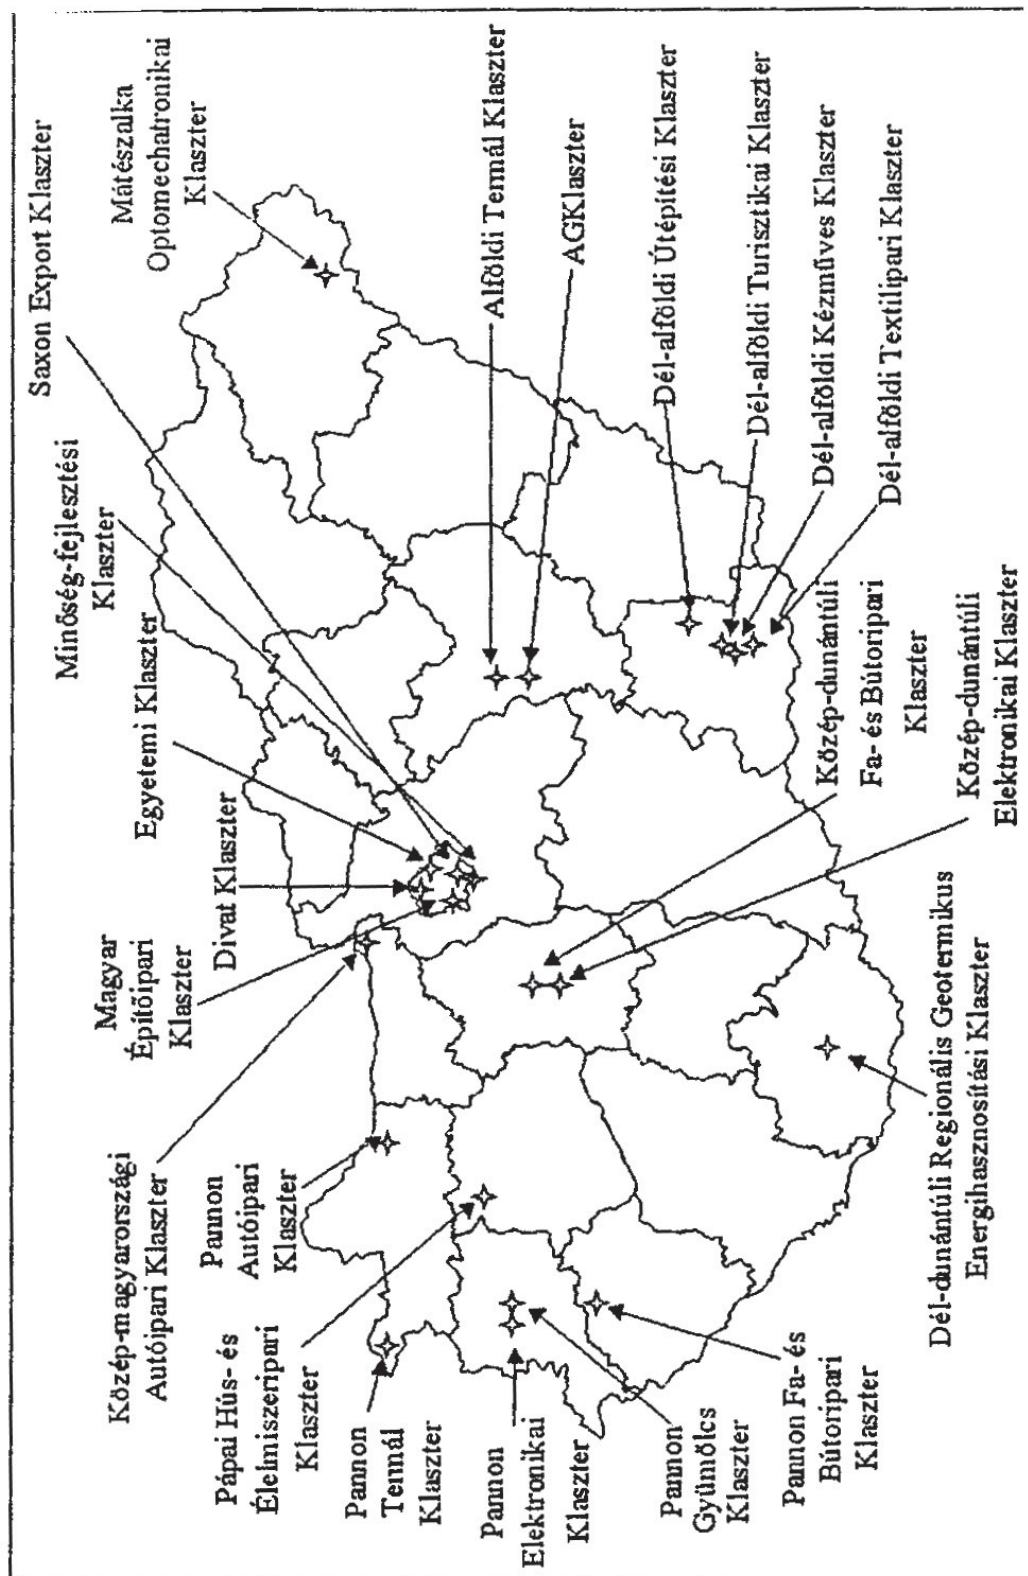 Saxon Export Klaszter
Minőség-fejlesztési
Klaszter
Egyetemi Klaszter
Divat Klaszter
Magyar
Építőipari
Klaszter
Közép-magyarországi
Autóipari Klaszter
Pannon
Autóipari
Klaszter
Pápai Hús- és
Élelmiszeripari
Klaszter
Pannon
Termál
Klaszter
Pannon
Elektronikai
Klaszter
Pannon
Gyümölcs
Klaszter
Pannon Fa- és
Bútoripari
Klaszter
Mátészalka
Optomechatronikai
Klaszter
Alföldi Termál Klaszter
AGKlaszter
Dél-alföldi Útépítési Klaszter
Dél-alföldi Turisztikai Klaszter
Dél-alföldi Kézműves Klaszter
Dél-alföldi Textilipari Klaszter
Közép-dunántúli
Fa- és Bútoripari
Klaszter
Közép-dunántúli
Elektronikai Klaszter
Dél-dunántúli Regionális Geotermikus
Energihasznosítási Klaszter